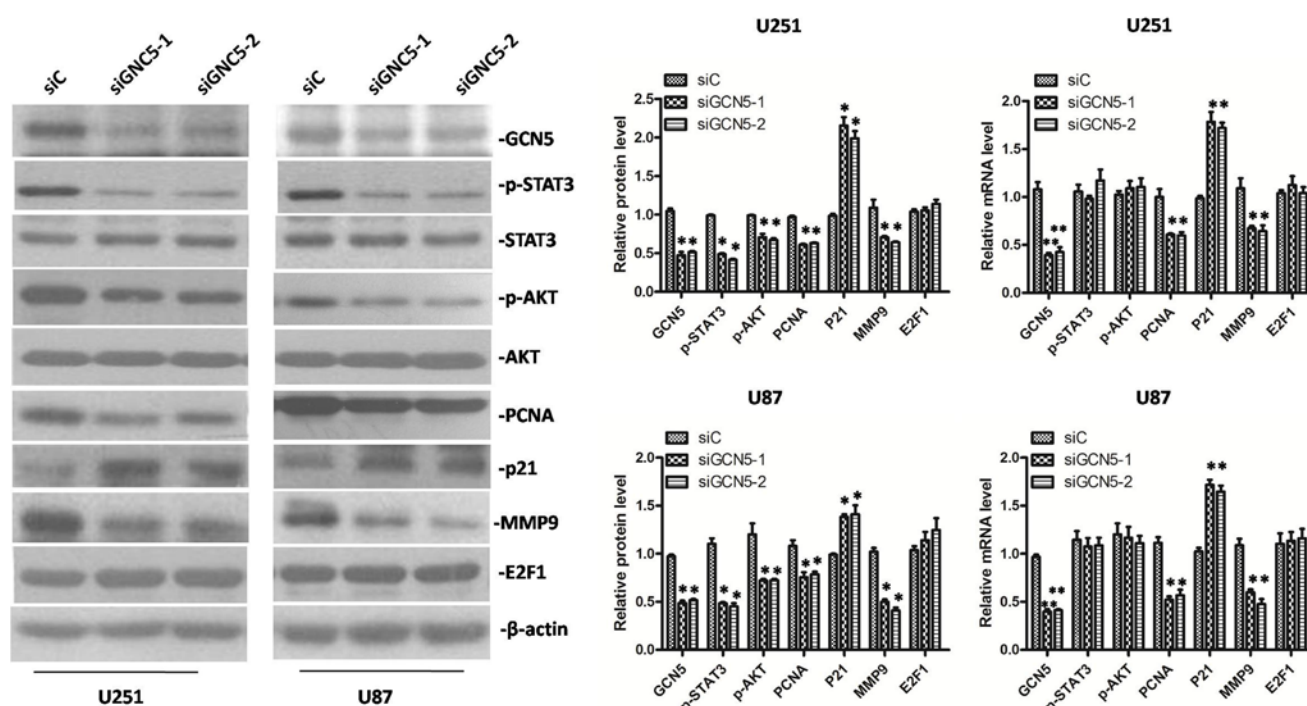 siC
siGNC5-1
siGNC5-2
siC
siGNC5-1
siGNC5-2
-GCN5
-p-STAT3
-STAT3
-p-AKT
-AKT
-PCNA
-p21
-MMP9
-E2F1
-β-actin
U251
U87
U251
siC
siGCN5-1
siGCN5-2
Relative protein level
2.5
2.0
1.5
1.0
0.5
0.0
* * * * * * * * * * * *
GCN5
p-STAT3
p-AKT
PCNA
P21
MMP9
E2F1
U251
siC
siGCN5-1
siGCN5-2
Relative mRNA level
2.0
1.5
1.0
0.5
0.0
** ** * * * * * *
GCN5
p-STAT3
p-AKT
PCNA
P21
MMP9
E2F1
U87
siC
siGCN5-1
siGCN5-2
Relative protein level
2.0
1.5
1.0
0.5
0.0
* * * * * * * * * * * *
GCN5
p-STAT3
p-AKT
PCNA
P21
MMP9
E2F1
U87
siC
siGCN5-1
siGCN5-2
Relative mRNA level
2.0
1.5
1.0
0.5
0.0
** ** * * * * * *
GCN5
p-STAT3
p-AKT
PCNA
P21
MMP9
E2F1